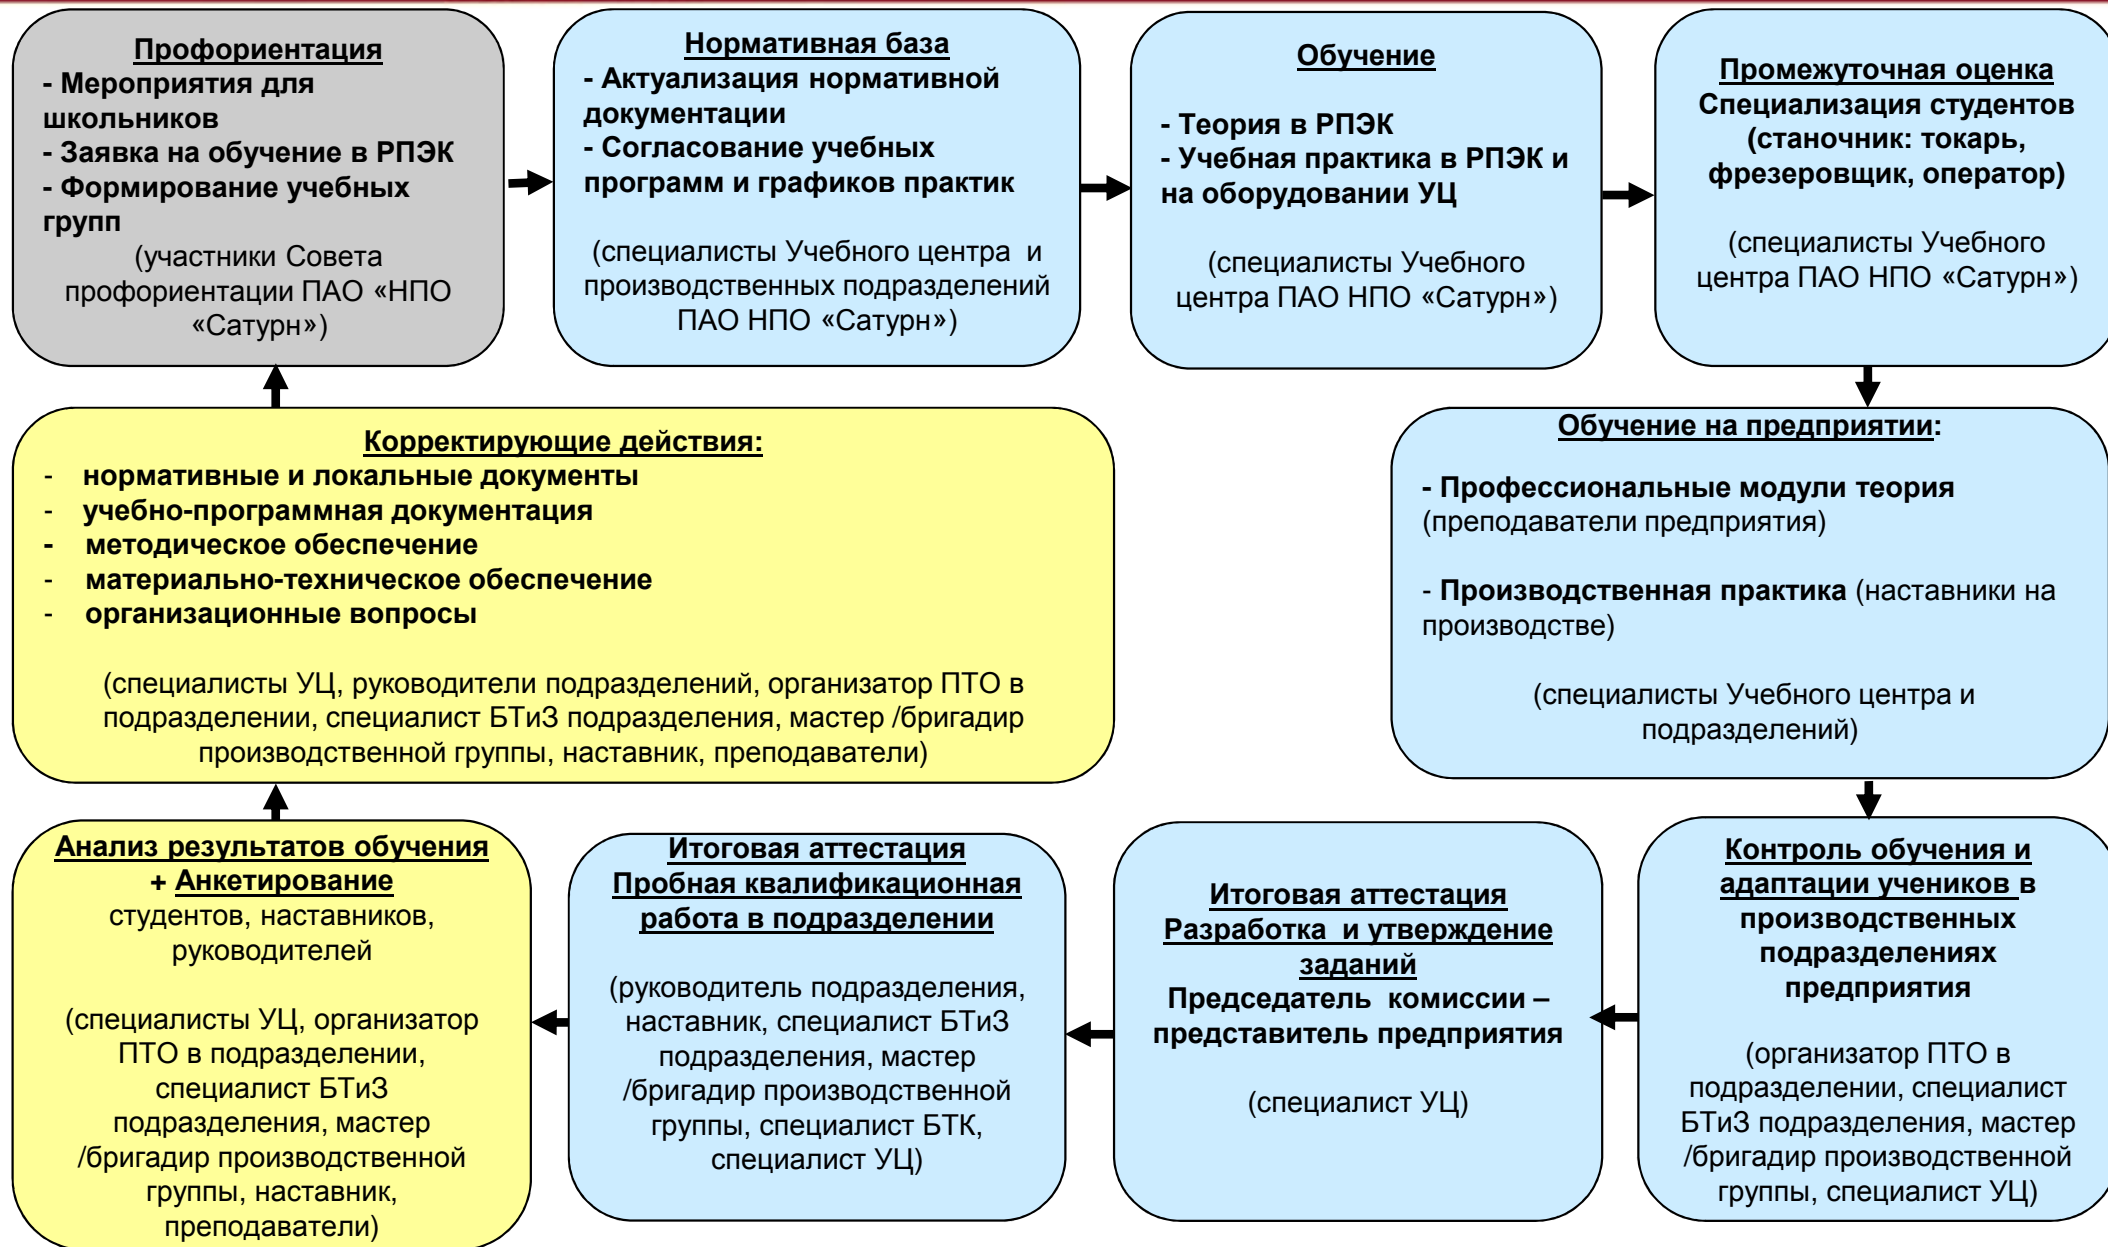 Профориентация
- Мероприятия для
школьников
- Заявка на обучение в РПЭК
- Формирование учебных
групп
(участники Совета
профориентации ПАО «НПО
«Сатурн»)
Нормативная база
- Актуализация нормативной
документации
- Согласование учебных
программ и графиков практик
(специалисты Учебного центра и
производственных подразделений
ПАО НПО «Сатурн»)
Обучение
- Теория в РПЭК
- Учебная практика в РПЭК и
на оборудовании УЦ
(специалисты Учебного
центра ПАО НПО «Сатурн»)
Промежуточная оценка
Специализация студентов
(станочник: токарь,
фрезеровщик, оператор)
(специалисты Учебного
центра ПАО НПО «Сатурн»)
Обучение на предприятии:
- Профессиональные модули теория
(преподаватели предприятия)
- Производственная практика (наставники на
производстве)
(специалисты Учебного центра и
подразделений)
Контроль обучения и
адаптации учеников в
производственных
подразделениях
предприятия
(организатор ПТО в
подразделении, специалист
БТиЗ подразделения, мастер
/бригадир производственной
группы, специалист УЦ)
Итоговая аттестация
Разработка и утверждение
заданий
Председатель комиссии –
представитель предприятия
(специалист УЦ)
Итоговая аттестация
Пробная квалификационная
работа в подразделении
(руководитель подразделения,
наставник, специалист БТиЗ
подразделения, мастер
/бригадир производственной
группы, специалист БТК,
специалист УЦ)
Анализ результатов обучения
+ Анкетирование
студентов, наставников,
руководителей
(специалисты УЦ, организатор
ПТО в подразделении,
специалист БТиЗ
подразделения, мастер
/бригадир производственной
группы, наставник,
преподаватели)
Корректирующие действия:
- нормативные и локальные документы
- учебно-программная документация
- методическое обеспечение
- материально-техническое обеспечение
- организационные вопросы
(специалисты УЦ, руководители подразделений, организатор ПТО в
подразделении, специалист БТиЗ подразделения, мастер /бригадир
производственной группы, наставник, преподаватели)